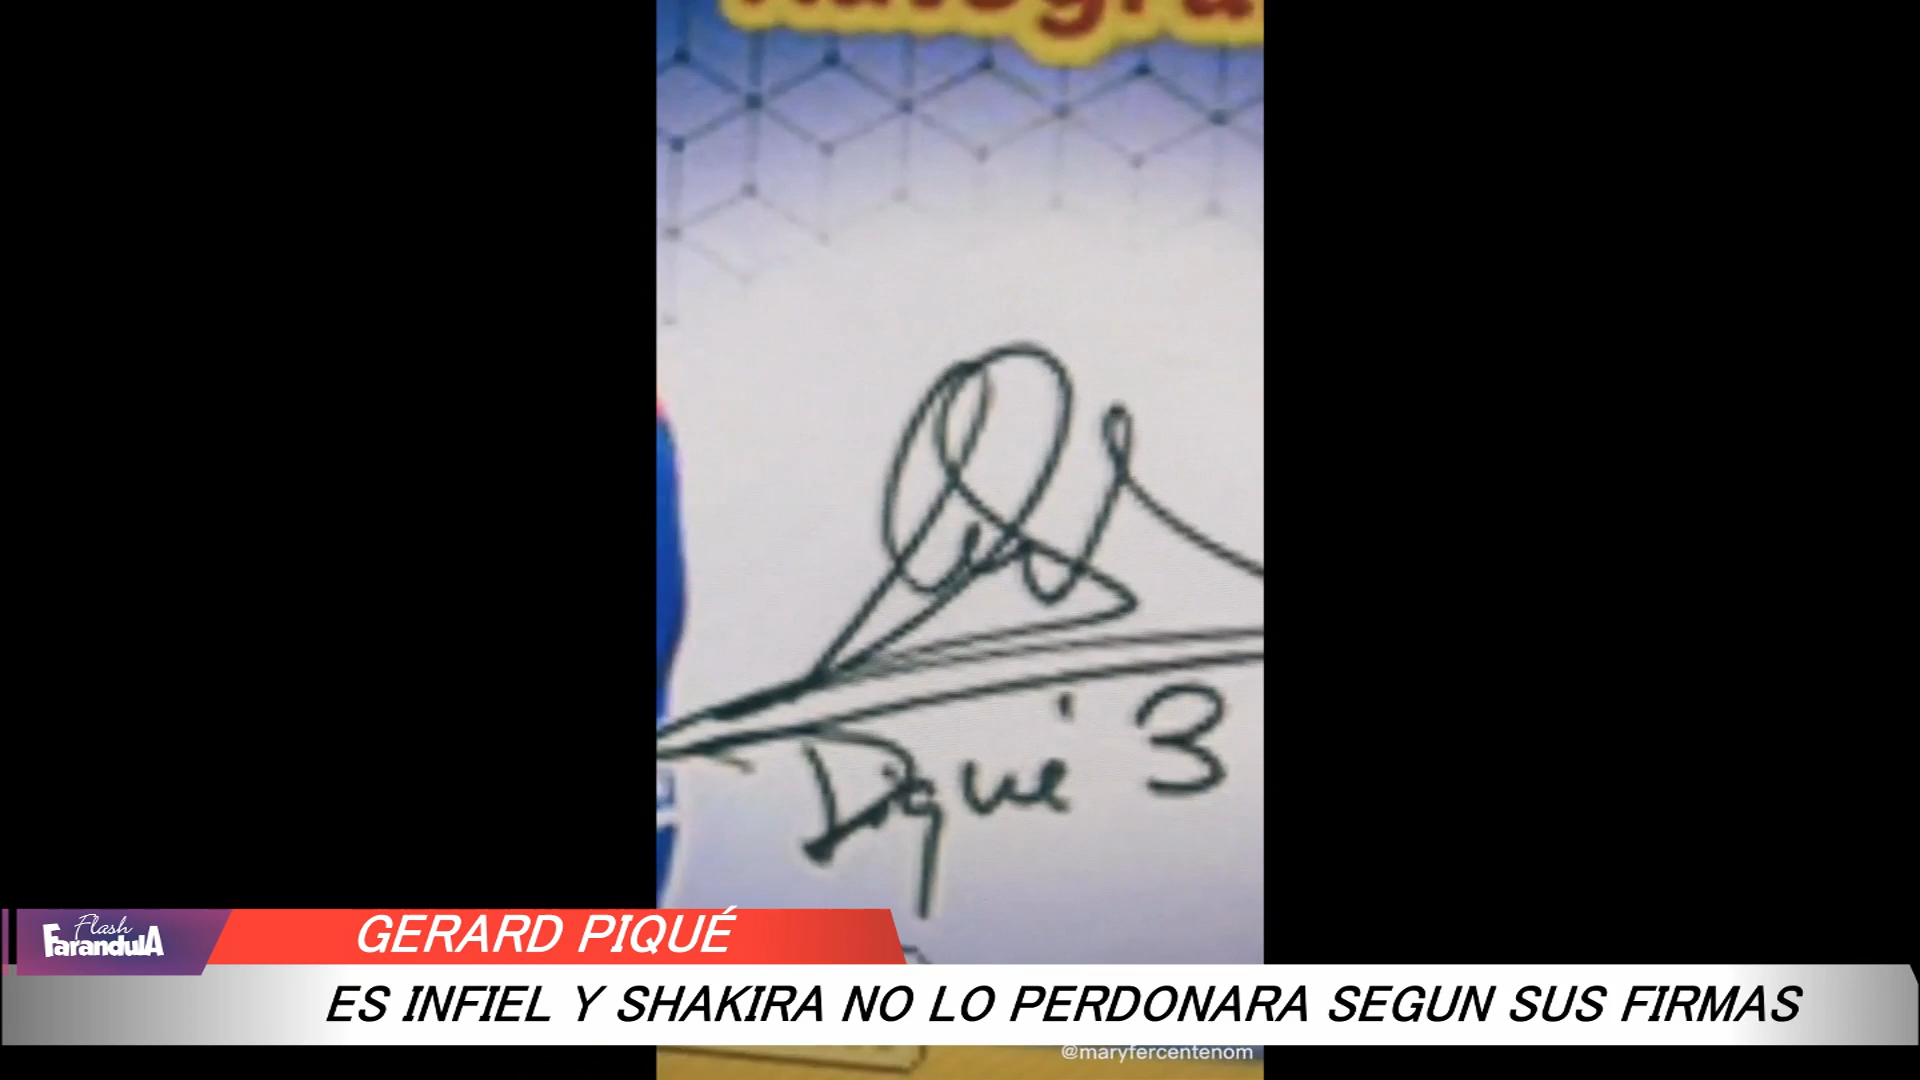 Piqué 3
Flash
FarandulA
GERARD PIQUÉ
ES INFIEL Y SHAKIRA NO LO PERDONARA SEGUN SUS FIRMAS
@maryfercentenom